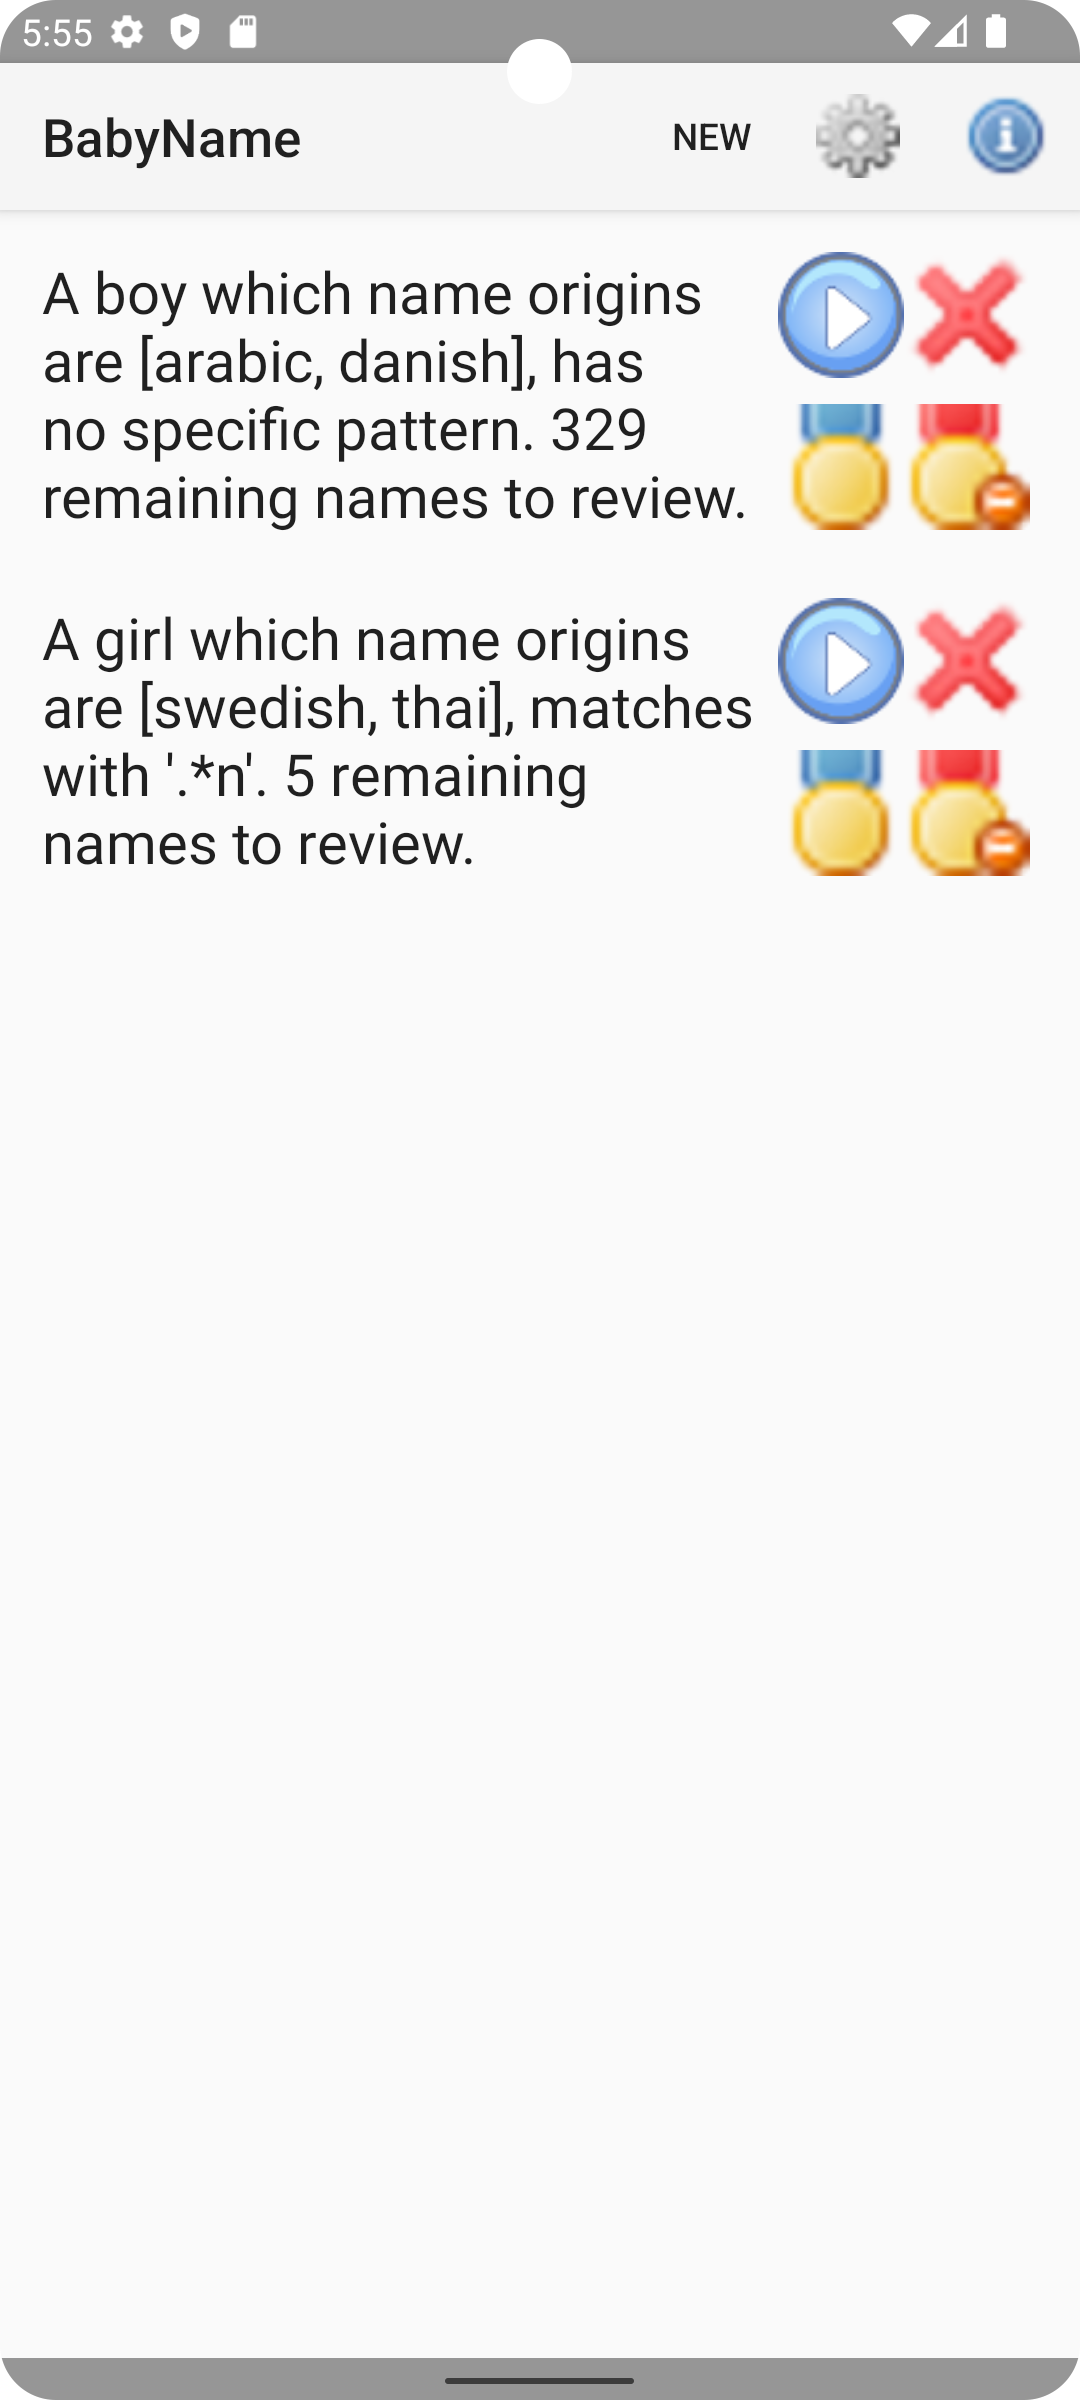 5:55
BabyName
NEW
A boy which name origins
are [arabic, danish], has
no specific pattern. 329
remaining names to review.
A girl which name origins
are [swedish, thai], matches
with '.*n'. 5 remaining
names to review.